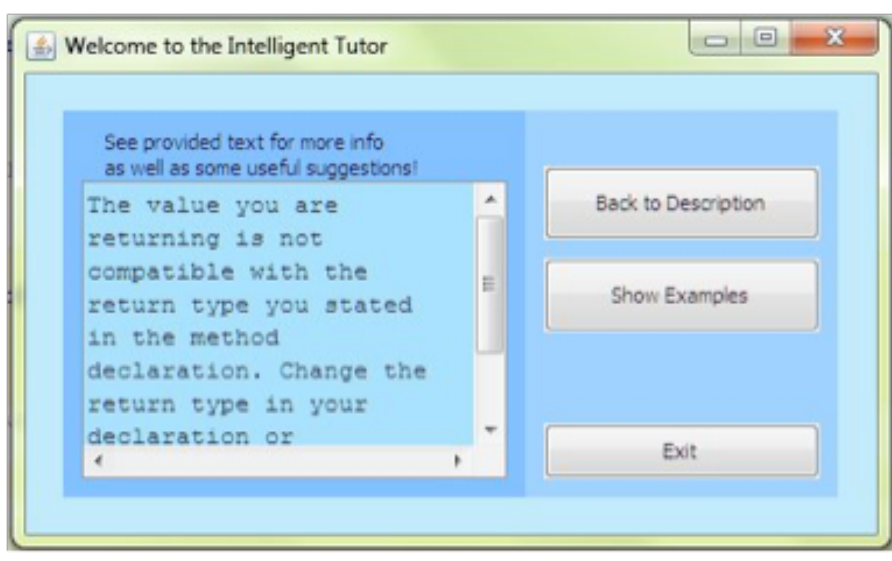 Welcome to the Intelligent Tutor
See provided text for more info
as well as some useful suggestions!
The value you are
returning is not
compatible with the
return type you stated
in the method
declaration. Change the
return type in your
declaration or
Back to Description
Show Examples
Exit